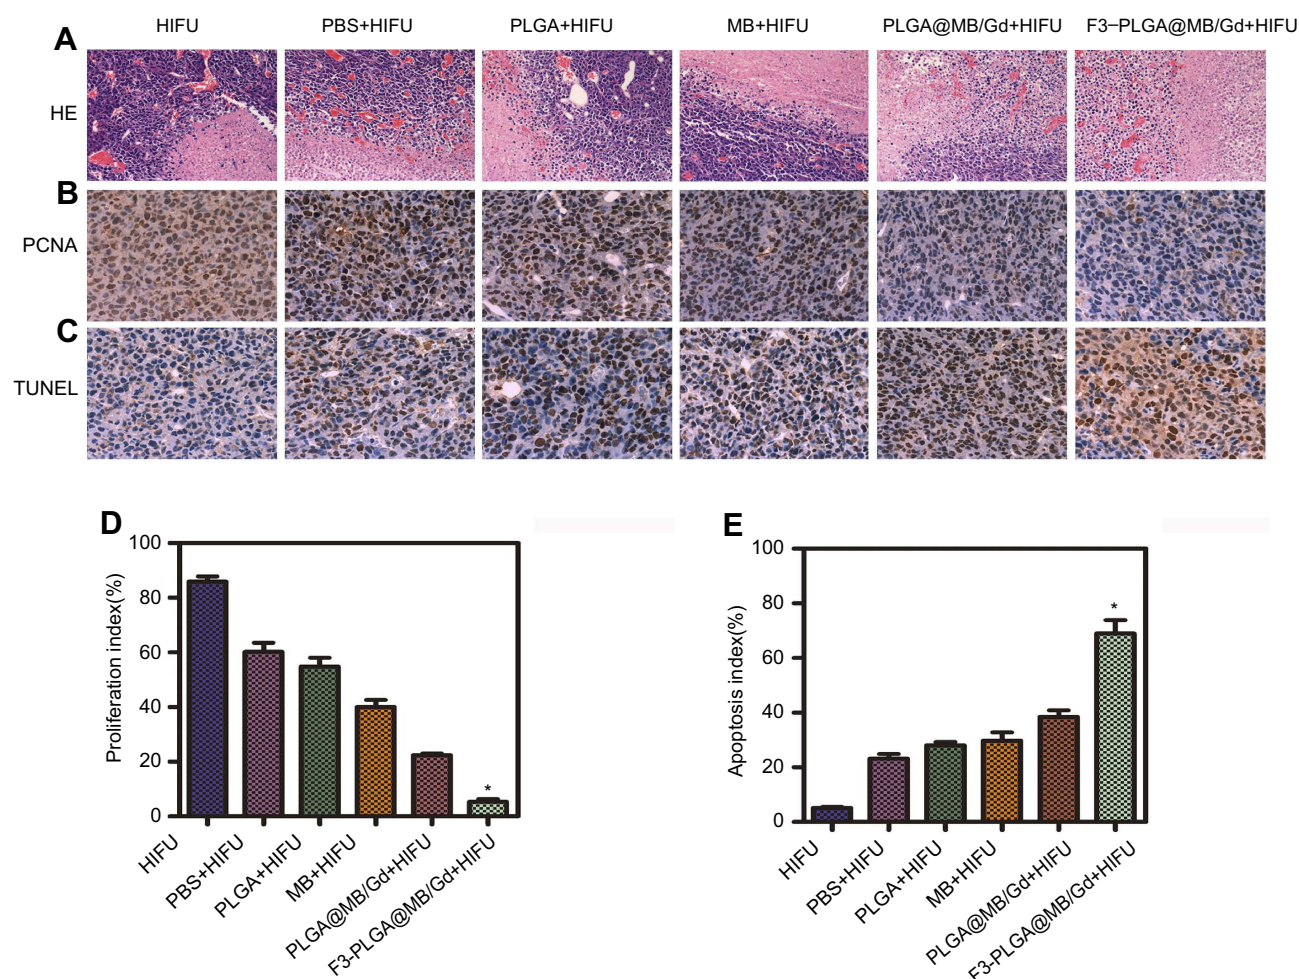 HIFU PBS+HIFU PLGA+HIFU MB+HIFU PLGA@MB/Gd+HIFU F3–PLGA@MB/Gd+HIFU
A
HE
B
PCNA
C
TUNEL
D
Proliferation index(%)
100
80
60
40
20
0
*
HIFU
PBS+HIFU
PLGA+HIFU
MB+HIFU
PLGA@MB/Gd+HIFU
F3-PLGA@MB/Gd+HIFU
E
Apoptosis index(%)
100
80
60
40
20
0
*
HIFU
PBS+HIFU
PLGA+HIFU
MB+HIFU
PLGA@MB/Gd+HIFU
F3-PLGA@MB/Gd+HIFU